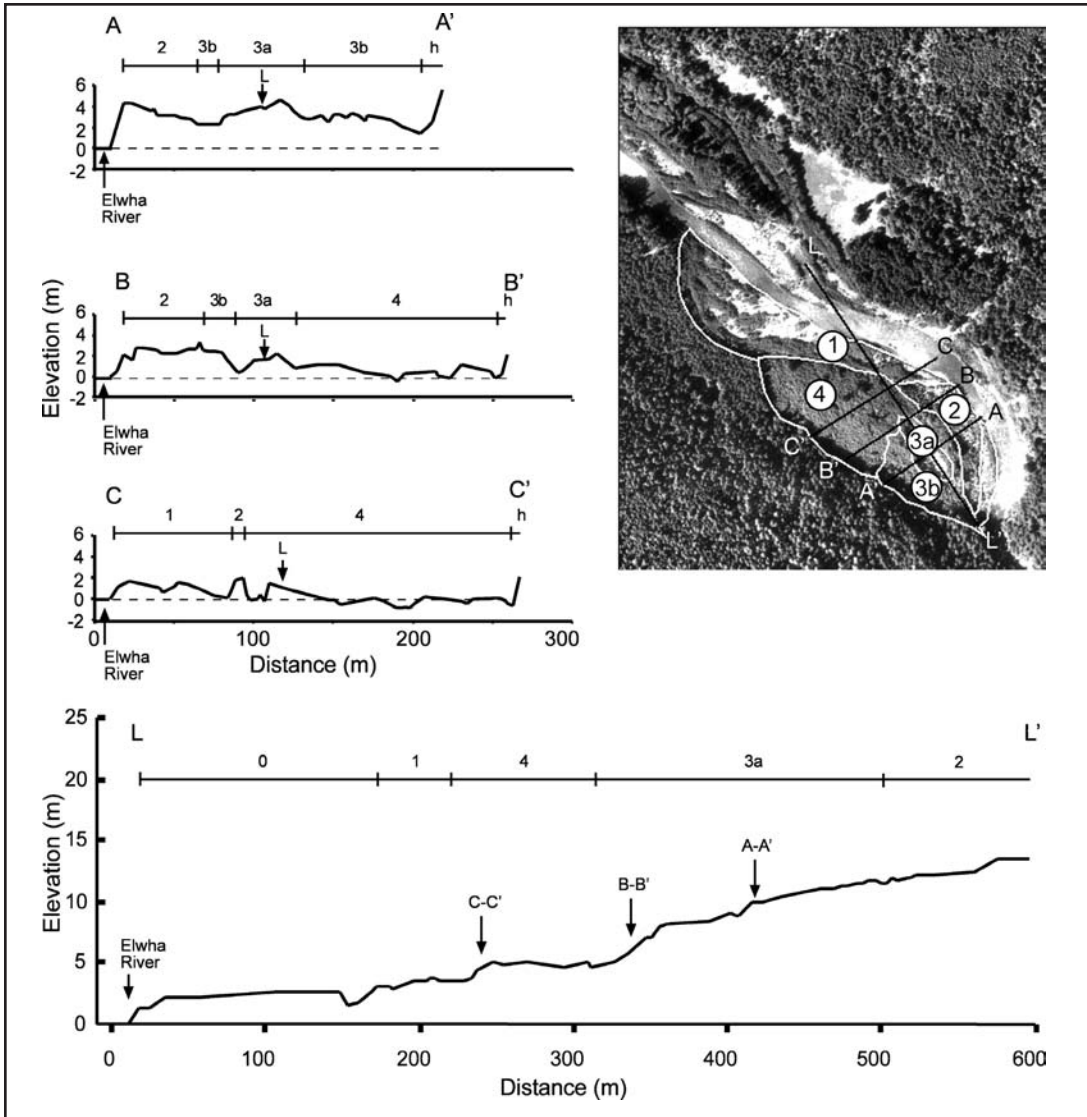 A A’
2 3b 3a 3b h
L
6
4
2
0
-2
Elwha
River
B B’
2 3b 3a 4 h
L
6
4
2
0
-2
Elwha
River
Elevation (m)
C C’
1 2 4 h
L
6
4
2
0
-2
0 100 200 300
Elwha
River
Distance (m)
L
1
C
4
B
2
A
3a
C’
B’
A’
3b
L’
L L’
0 1 4 3a 2
25
20
15
10
5
0
Elevation (m)
Elwha
River
C-C’
B-B’
A-A’
0 100 200 300 400 500 600
Distance (m)